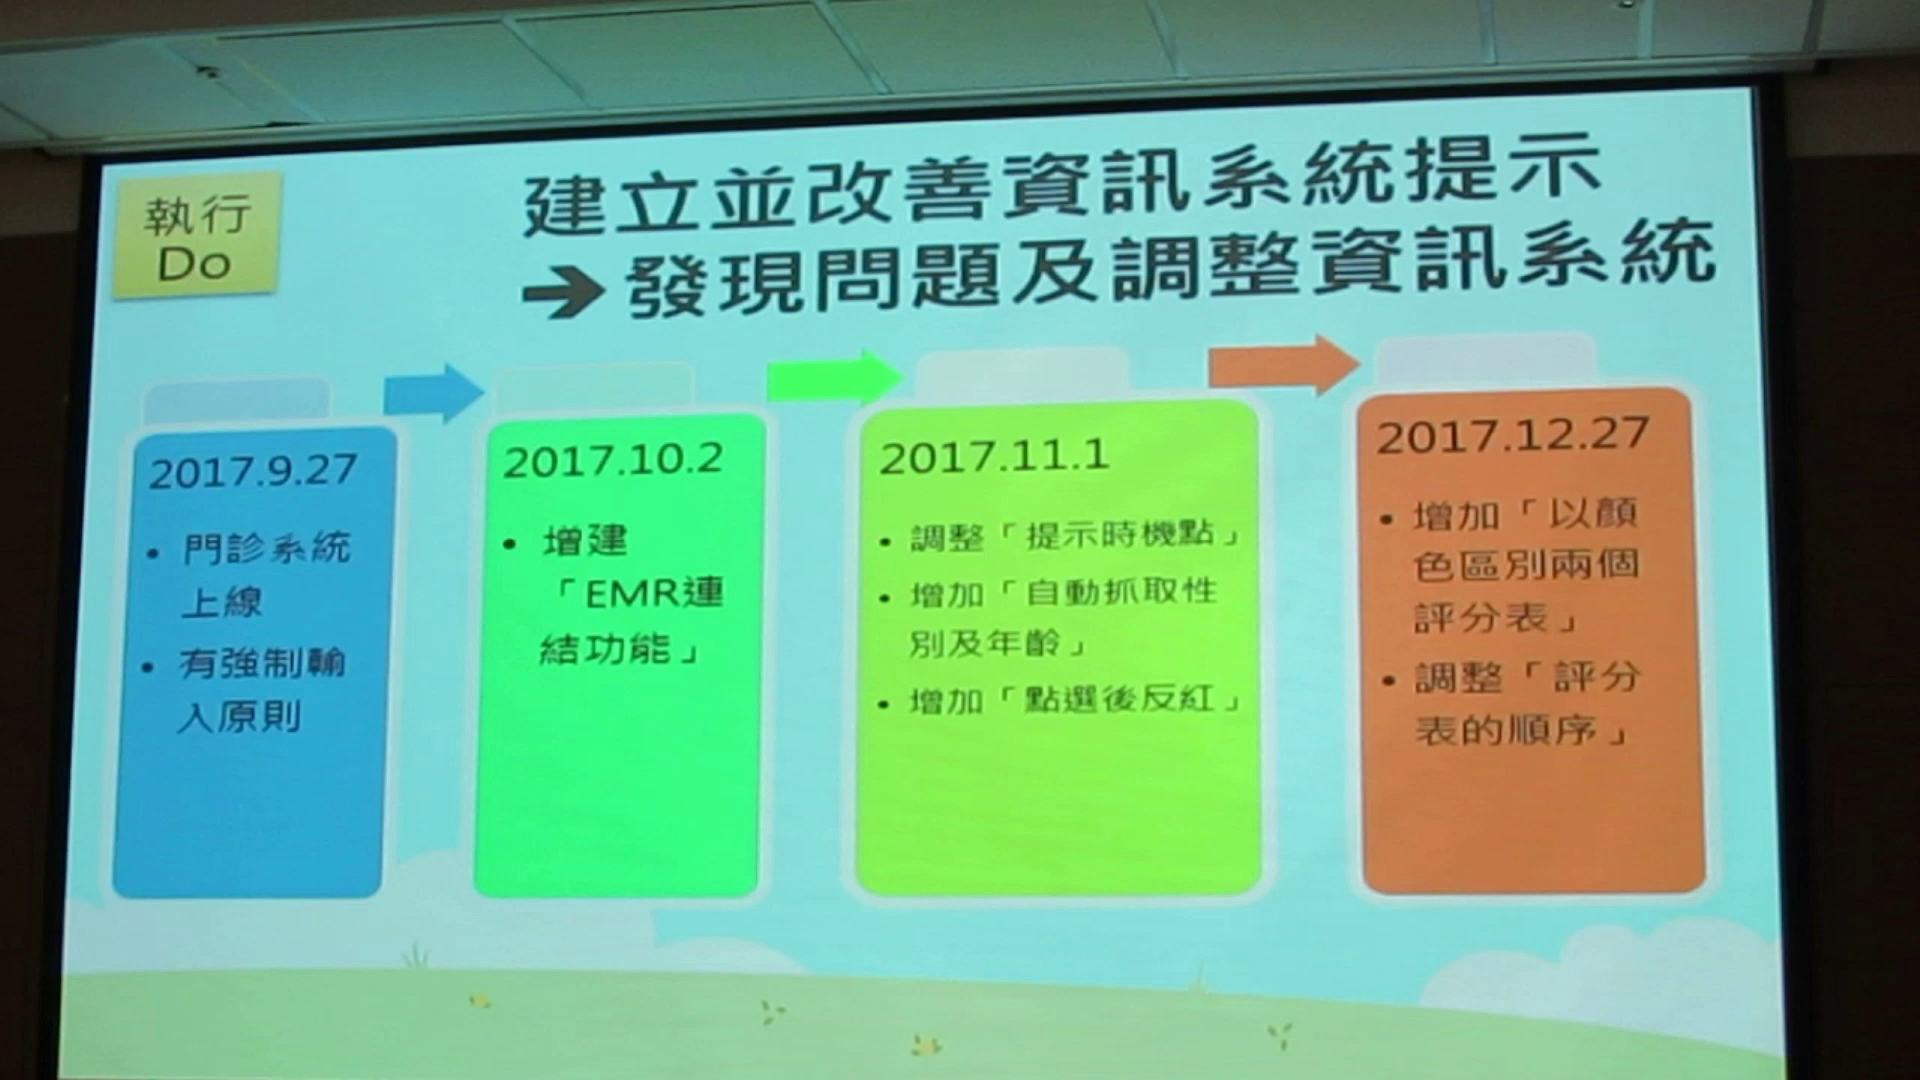 執行
Do
建立並改善資訊系統提示
➔發現問題及調整資訊系統
2017.9.27
• 門診系統
上線
• 有強制輸
入原則
2017.10.2
• 增建
「EMR連
結功能」
2017.11.1
• 調整「提示時機點」
• 增加「自動抓取性
別及年齡」
• 增加「點選後反紅」
2017.12.27
• 增加「以顏
色區別兩個
評分表」
• 調整「評分
表的順序」